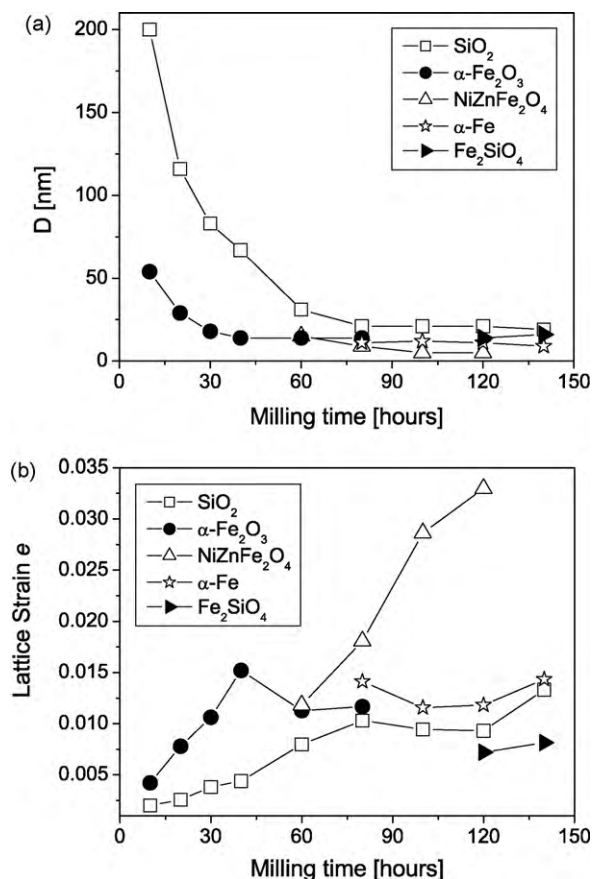 (a)
200
150
100
50
0
D [nm]
SiO₂
α-Fe₂O₃
NiZnFe₂O₄
α-Fe
Fe₂SiO₄
0 30 60 90 120 150
Milling time [hours]
(b)
0.035
0.030
0.025
0.020
0.015
0.010
0.005
Lattice Strain e
SiO₂
α-Fe₂O₃
NiZnFe₂O₄
α-Fe
Fe₂SiO₄
0 30 60 90 120 150
Milling time [hours]